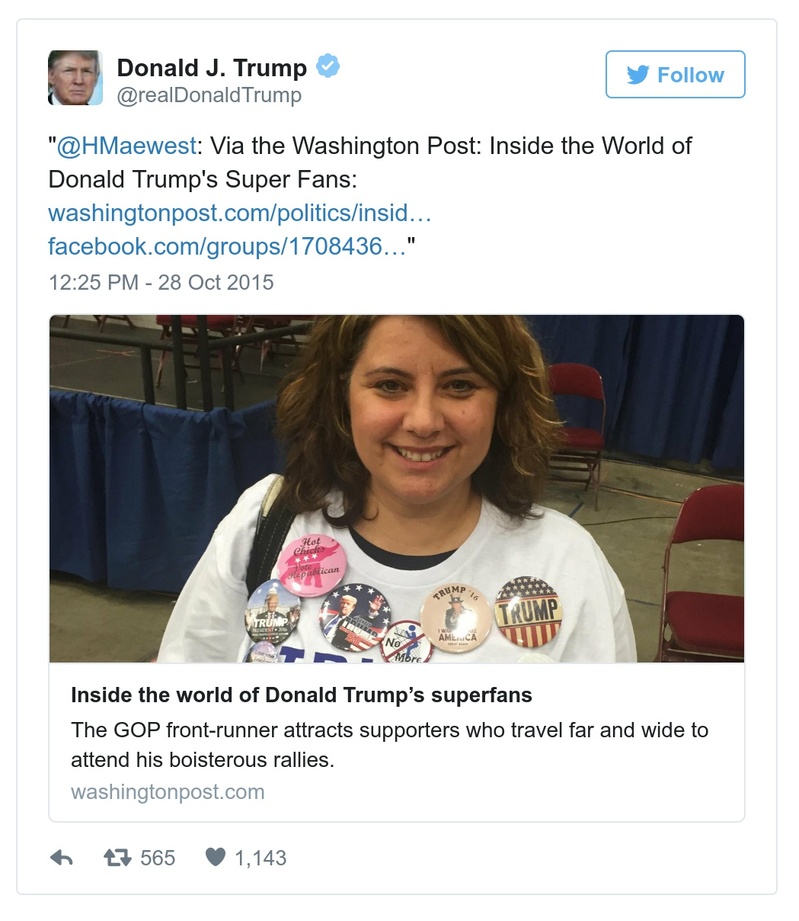 Donald J. Trump
@realDonaldTrump
Follow
"@HMaewest: Via the Washington Post: Inside the World of
Donald Trump's Super Fans:
washingtonpost.com/politics/insid…
facebook.com/groups/1708436…"
12:25 PM - 28 Oct 2015
Hot
Chicks
Vote
Republican
TRUMP
TRUMP
No
More
TRUMP '16
AMERICA
TRUMP
Inside the world of Donald Trump’s superfans
The GOP front-runner attracts supporters who travel far and wide to
attend his boisterous rallies.
washingtonpost.com
565
1,143